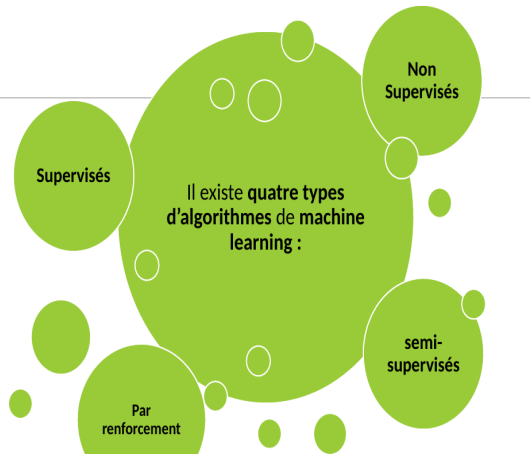 Non
Supervisés
Supervisés
Il existe quatre types
d’algorithmes de machine
learning :
semi-
supervisés
Par
renforcement